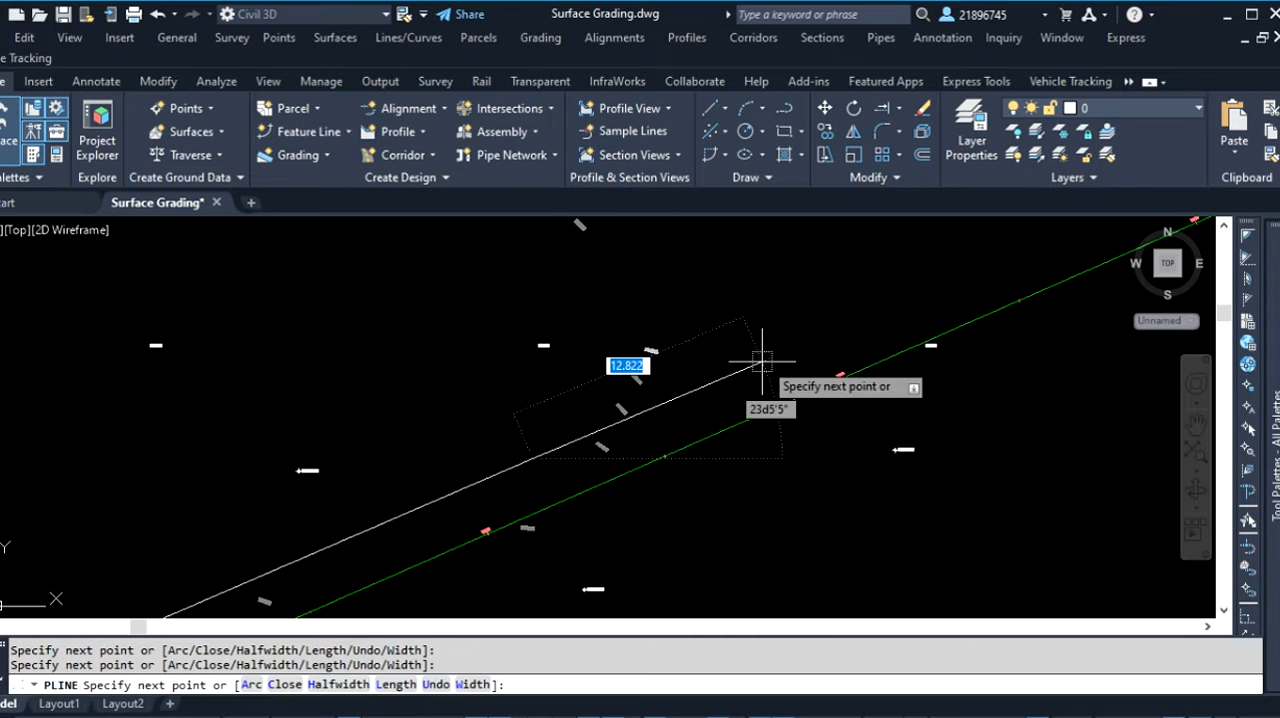 Civil 3D
Share
Surface Grading.dwg
Type a keyword or phrase
21896745
Edit View Insert General Survey Points Surfaces Lines/Curves Parcels Grading Alignments Profiles Corridors Sections Pipes Annotation Inquiry Window Express
e Tracking
e Insert Annotate Modify Analyze View Manage Output Survey Rail Transparent InfraWorks Collaborate Help Add-ins Featured Apps Express Tools Vehicle Tracking
Points Parcel Alignment Intersections Profile View 0
Surfaces Feature Line Profile Assembly Sample Lines
Traverse Grading Corridor Pipe Network Section Views
ace
Project
Explorer
Layer
Properties
Paste
alettes Explore Create Ground Data Create Design Profile & Section Views Draw Modify Layers Clipboard
tart Surface Grading* +
][Top][2D Wireframe]
N
W TOP E
S
Unnamed
12.822
Specify next point or
23d5'5"
Tool Palettes - All Palettes
Y
X
Specify next point or [Arc/Close/Halfwidth/Length/Undo/Width]:
Specify next point or [Arc/Close/Halfwidth/Length/Undo/Width]:
PLINE Specify next point or [Arc Close Halfwidth Length Undo Width]:
del Layout1 Layout2 +